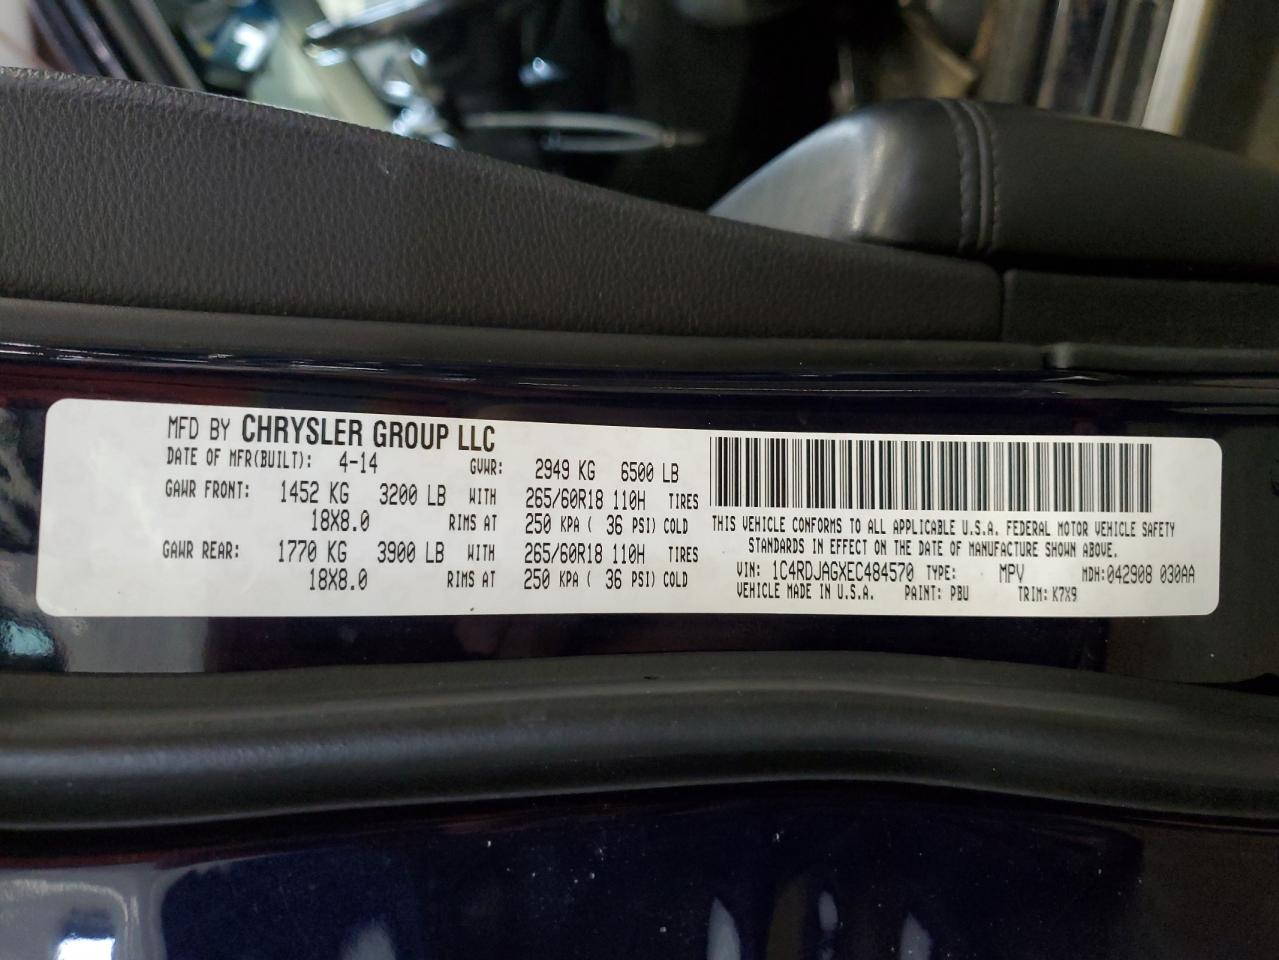 MFD BY CHRYSLER GROUP LLC
DATE OF MFR(BUILT): 4-14 GVWR: 2949 KG 6500 LB
GAWR FRONT: 1452 KG 3200 LB WITH 265/60R18 110H TIRES
18X8.0 RIMS AT 250 KPA ( 36 PSI) COLD
GAWR REAR: 1770 KG 3900 LB WITH 265/60R18 110H TIRES
18X8.0 RIMS AT 250 KPA ( 36 PSI) COLD
THIS VEHICLE CONFORMS TO ALL APPLICABLE U.S.A. FEDERAL MOTOR VEHICLE SAFETY
STANDARDS IN EFFECT ON THE DATE OF MANUFACTURE SHOWN ABOVE.
VIN: 1C4RDJAGXEC484570 TYPE: MPV MDH:042908 030AA
VEHICLE MADE IN U.S.A. PAINT: PBU TRIM: K7X9